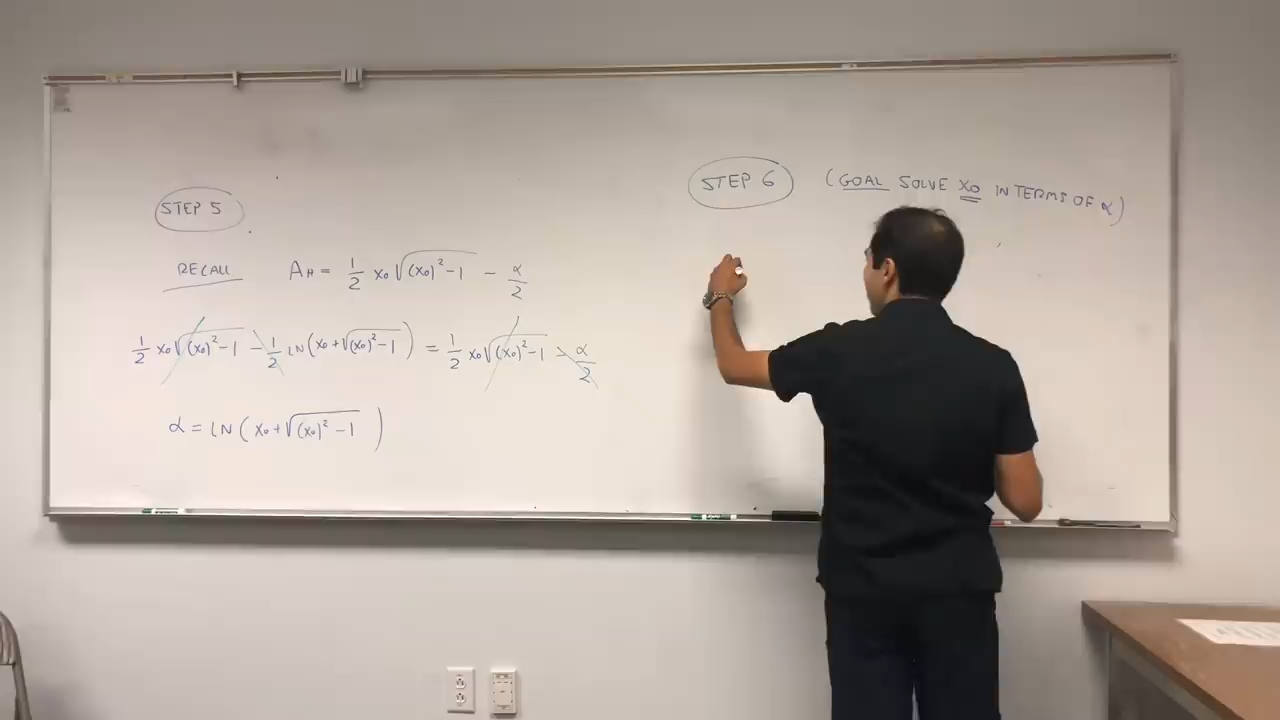 STEP 5
RECALL A_H = 1/2 x₀√((x₀)²-1) - α/2
1/2 x₀√((x₀)²-1) - 1/2 LN(x₀+√((x₀)²-1)) = 1/2 x₀√((x₀)²-1) - α/2
α = LN(x₀+√((x₀)²-1))
STEP 6 (GOAL SOLVE X₀ IN TERMS OF α)